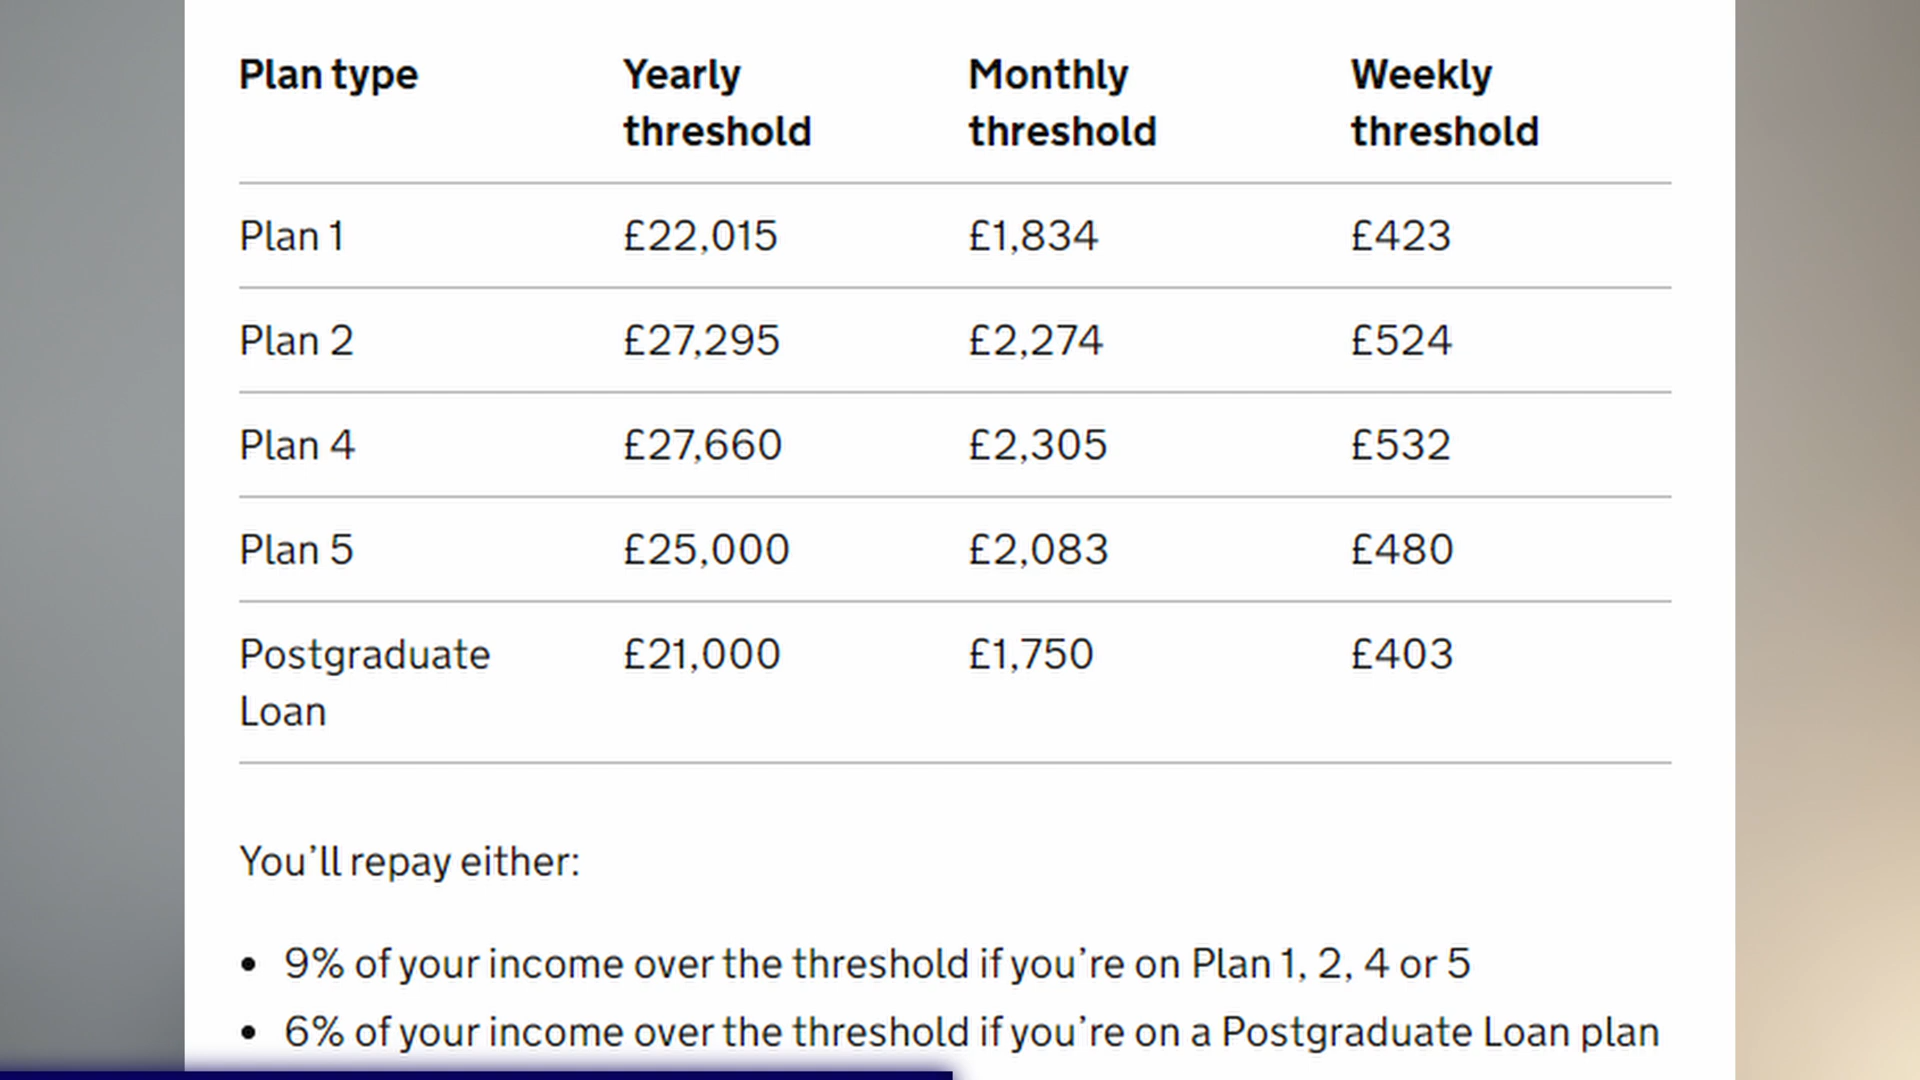 Plan type Yearly threshold Monthly threshold Weekly threshold
Plan 1 £22,015 £1,834 £423
Plan 2 £27,295 £2,274 £524
Plan 4 £27,660 £2,305 £532
Plan 5 £25,000 £2,083 £480
Postgraduate Loan £21,000 £1,750 £403
You’ll repay either:
• 9% of your income over the threshold if you’re on Plan 1, 2, 4 or 5
• 6% of your income over the threshold if you’re on a Postgraduate Loan plan